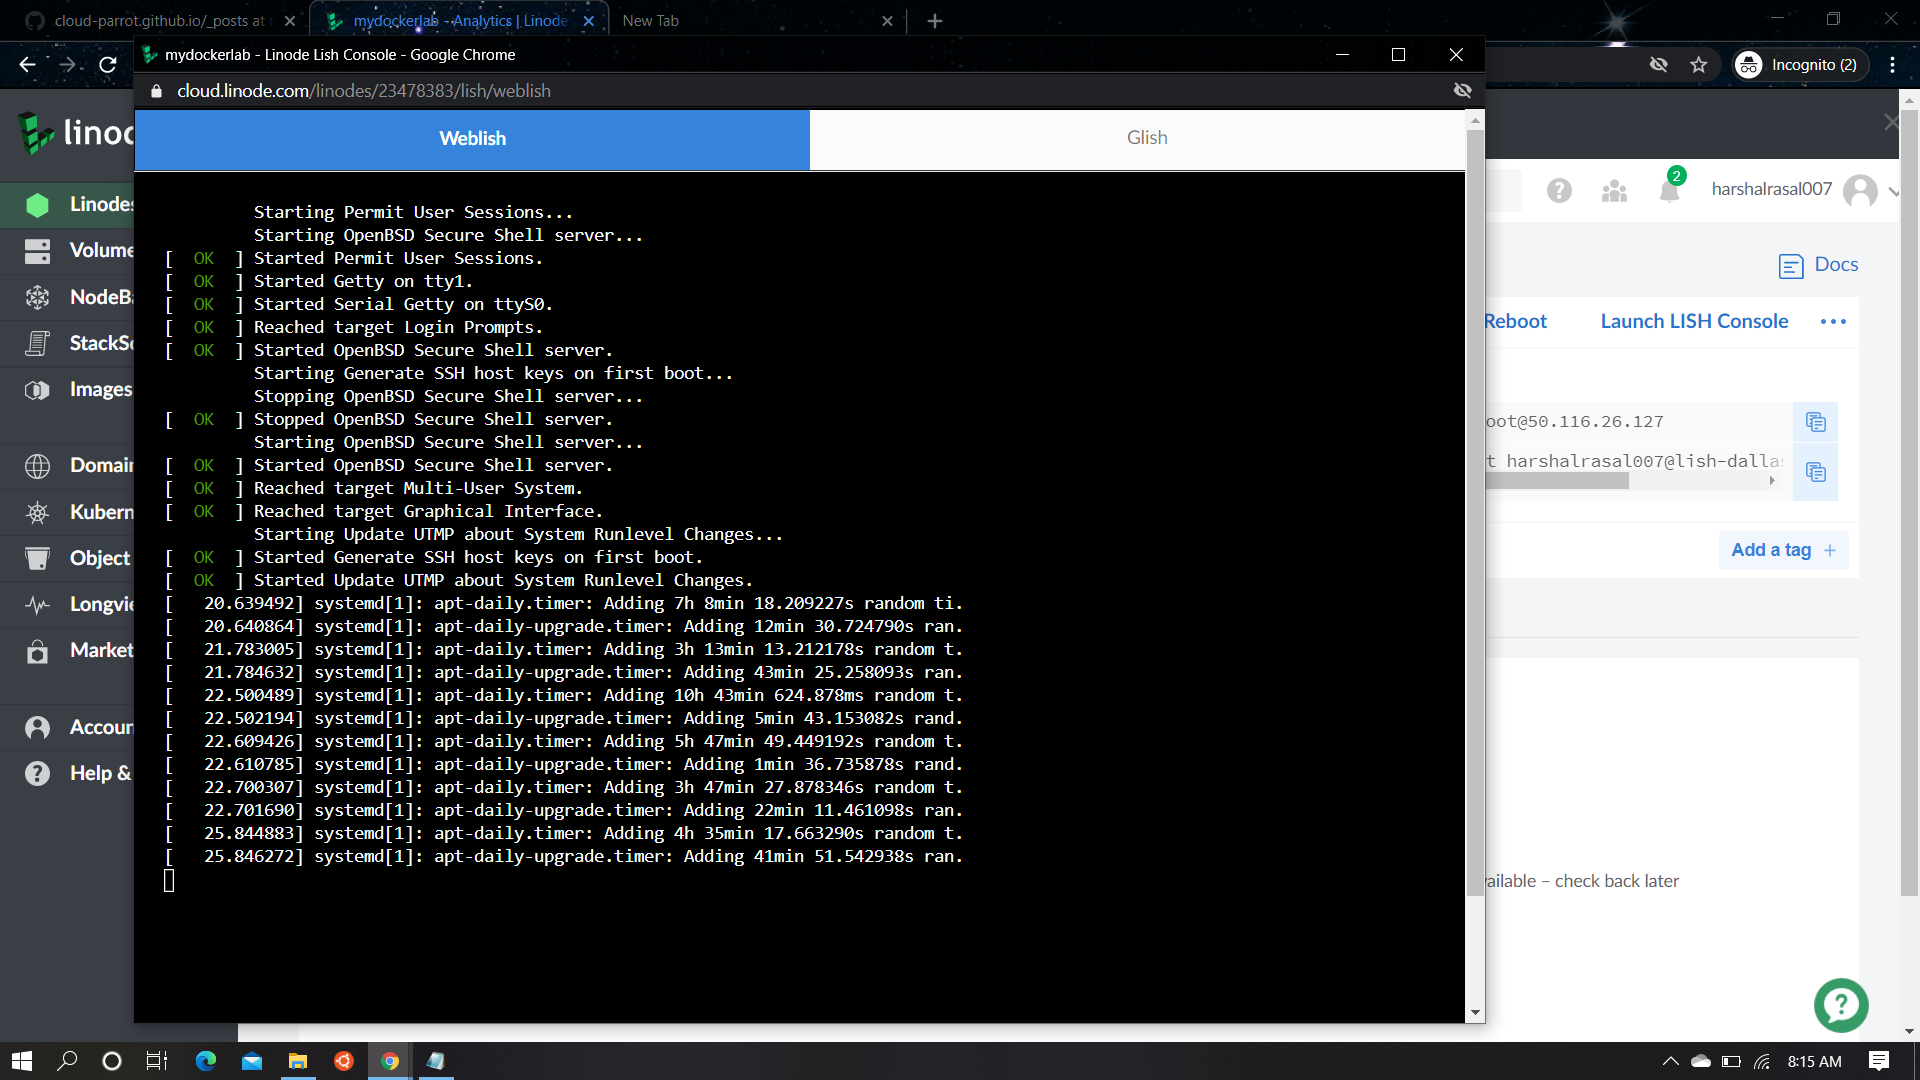 cloud-parrot.github.io/_posts at
mydockerlab - Analytics | Linode
New Tab
mydockerlab - Linode Lish Console - Google Chrome
Incognito (2)
cloud.linode.com/linodes/23478383/lish/weblish
Weblish
Glish
linod
Linodes
Volume
NodeBa
StackSc
Images
Domain
Kubern
Object
Longvie
Market
Accoun
Help &
Starting Permit User Sessions...
Starting OpenBSD Secure Shell server...
[ OK ] Started Permit User Sessions.
[ OK ] Started Getty on tty1.
[ OK ] Started Serial Getty on ttyS0.
[ OK ] Reached target Login Prompts.
[ OK ] Started OpenBSD Secure Shell server.
Starting Generate SSH host keys on first boot...
Stopping OpenBSD Secure Shell server...
[ OK ] Stopped OpenBSD Secure Shell server.
Starting OpenBSD Secure Shell server...
[ OK ] Started OpenBSD Secure Shell server.
[ OK ] Reached target Multi-User System.
[ OK ] Reached target Graphical Interface.
Starting Update UTMP about System Runlevel Changes...
[ OK ] Started Generate SSH host keys on first boot.
[ OK ] Started Update UTMP about System Runlevel Changes.
[ 20.639492] systemd[1]: apt-daily.timer: Adding 7h 8min 18.209227s random ti.
[ 20.640864] systemd[1]: apt-daily-upgrade.timer: Adding 12min 30.724790s ran.
[ 21.783005] systemd[1]: apt-daily.timer: Adding 3h 13min 13.212178s random t.
[ 21.784632] systemd[1]: apt-daily-upgrade.timer: Adding 43min 25.258093s ran.
[ 22.500489] systemd[1]: apt-daily.timer: Adding 10h 43min 624.878ms random t.
[ 22.502194] systemd[1]: apt-daily-upgrade.timer: Adding 5min 43.153082s rand.
[ 22.609426] systemd[1]: apt-daily.timer: Adding 5h 47min 49.449192s random t.
[ 22.610785] systemd[1]: apt-daily-upgrade.timer: Adding 1min 36.735878s rand.
[ 22.700307] systemd[1]: apt-daily.timer: Adding 3h 47min 27.878346s random t.
[ 22.701690] systemd[1]: apt-daily-upgrade.timer: Adding 22min 11.461098s ran.
[ 25.844883] systemd[1]: apt-daily.timer: Adding 4h 35min 17.663290s random t.
[ 25.846272] systemd[1]: apt-daily-upgrade.timer: Adding 41min 51.542938s ran.
2
harshalrasal007
Docs
Reboot
Launch LISH Console
oot@50.116.26.127
t harshalrasal007@lish-dallas
Add a tag +
vailable – check back later
8:15 AM